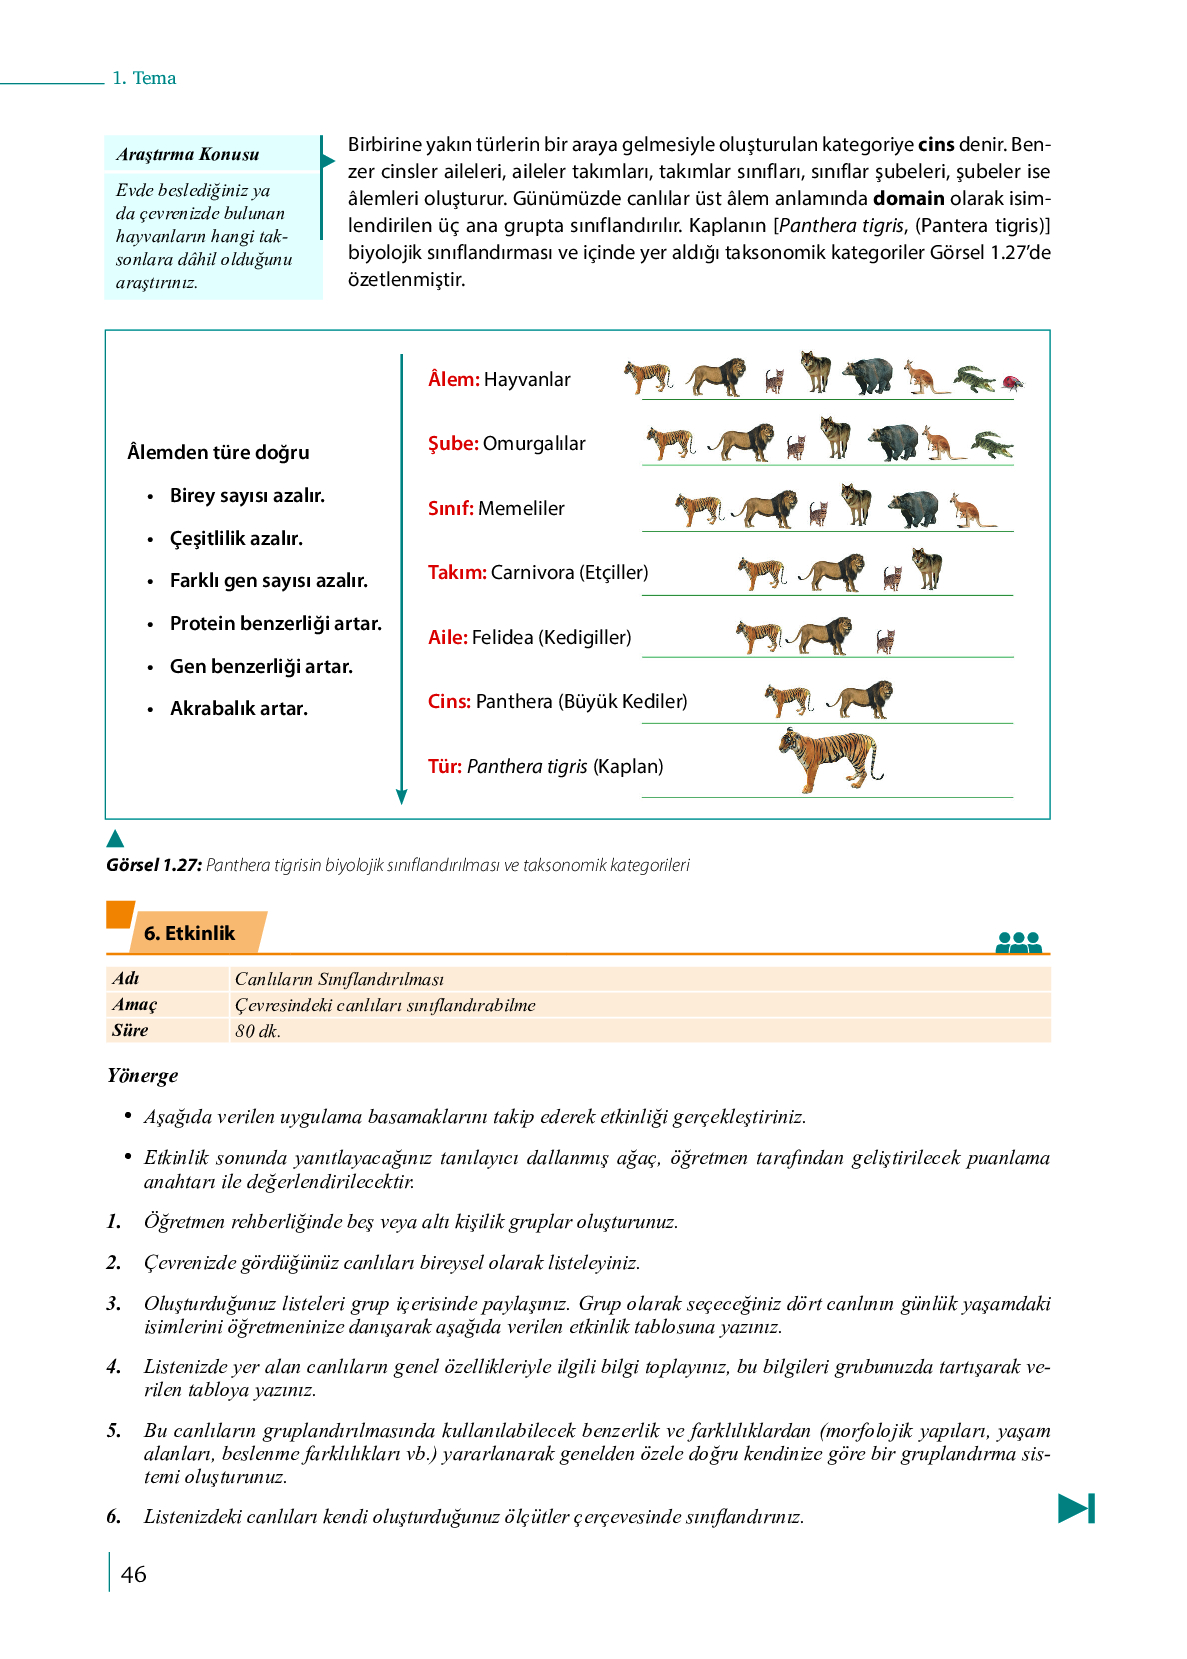 1. Tema
Araştırma Konusu
Evde beslediğiniz ya
da çevrenizde bulunan
hayvanların hangi tak-
sonlara dâhil olduğunu
araştırınız.
Birbirine yakın türlerin bir araya gelmesiyle oluşturulan kategoriye cins denir. Ben-
zer cinsler aileleri, aileler takımları, takımlar sınıfları, sınıflar şubeleri, şubeler ise
âlemleri oluşturur. Günümüzde canlılar üst âlem anlamında domain olarak isim-
lendirilen üç ana grupta sınıflandırılır. Kaplanın [Panthera tigris, (Pantera tigris)]
biyolojik sınıflandırması ve içinde yer aldığı taksonomik kategoriler Görsel 1.27’de
özetlenmiştir.
Âlemden türe doğru
• Birey sayısı azalır.
• Çeşitlilik azalır.
• Farklı gen sayısı azalır.
• Protein benzerliği artar.
• Gen benzerliği artar.
• Akrabalık artar.
Âlem: Hayvanlar
Şube: Omurgalılar
Sınıf: Memeliler
Takım: Carnivora (Etçiller)
Aile: Felidea (Kedigiller)
Cins: Panthera (Büyük Kediler)
Tür: Panthera tigris (Kaplan)
Görsel 1.27: Panthera tigrisin biyolojik sınıflandırılması ve taksonomik kategorileri
6. Etkinlik
Adı Canlıların Sınıflandırılması
Amaç Çevresindeki canlıları sınıflandırabilme
Süre 80 dk.
Yönerge
• Aşağıda verilen uygulama basamaklarını takip ederek etkinliği gerçekleştiriniz.
• Etkinlik sonunda yanıtlayacağınız tanılayıcı dallanmış ağaç, öğretmen tarafından geliştirilecek puanlama
anahtarı ile değerlendirilecektir.
1. Öğretmen rehberliğinde beş veya altı kişilik gruplar oluşturunuz.
2. Çevrenizde gördüğünüz canlıları bireysel olarak listeleyiniz.
3. Oluşturduğunuz listeleri grup içerisinde paylaşınız. Grup olarak seçeceğiniz dört canlının günlük yaşamdaki
isimlerini öğretmeninize danışarak aşağıda verilen etkinlik tablosuna yazınız.
4. Listenizde yer alan canlıların genel özellikleriyle ilgili bilgi toplayınız, bu bilgileri grubunuzda tartışarak ve-
rilen tabloya yazınız.
5. Bu canlıların gruplandırılmasında kullanılabilecek benzerlik ve farklılıklardan (morfolojik yapıları, yaşam
alanları, beslenme farklılıkları vb.) yararlanarak genelden özele doğru kendinize göre bir gruplandırma sis-
temi oluşturunuz.
6. Listenizdeki canlıları kendi oluşturduğunuz ölçütler çerçevesinde sınıflandırınız.
46